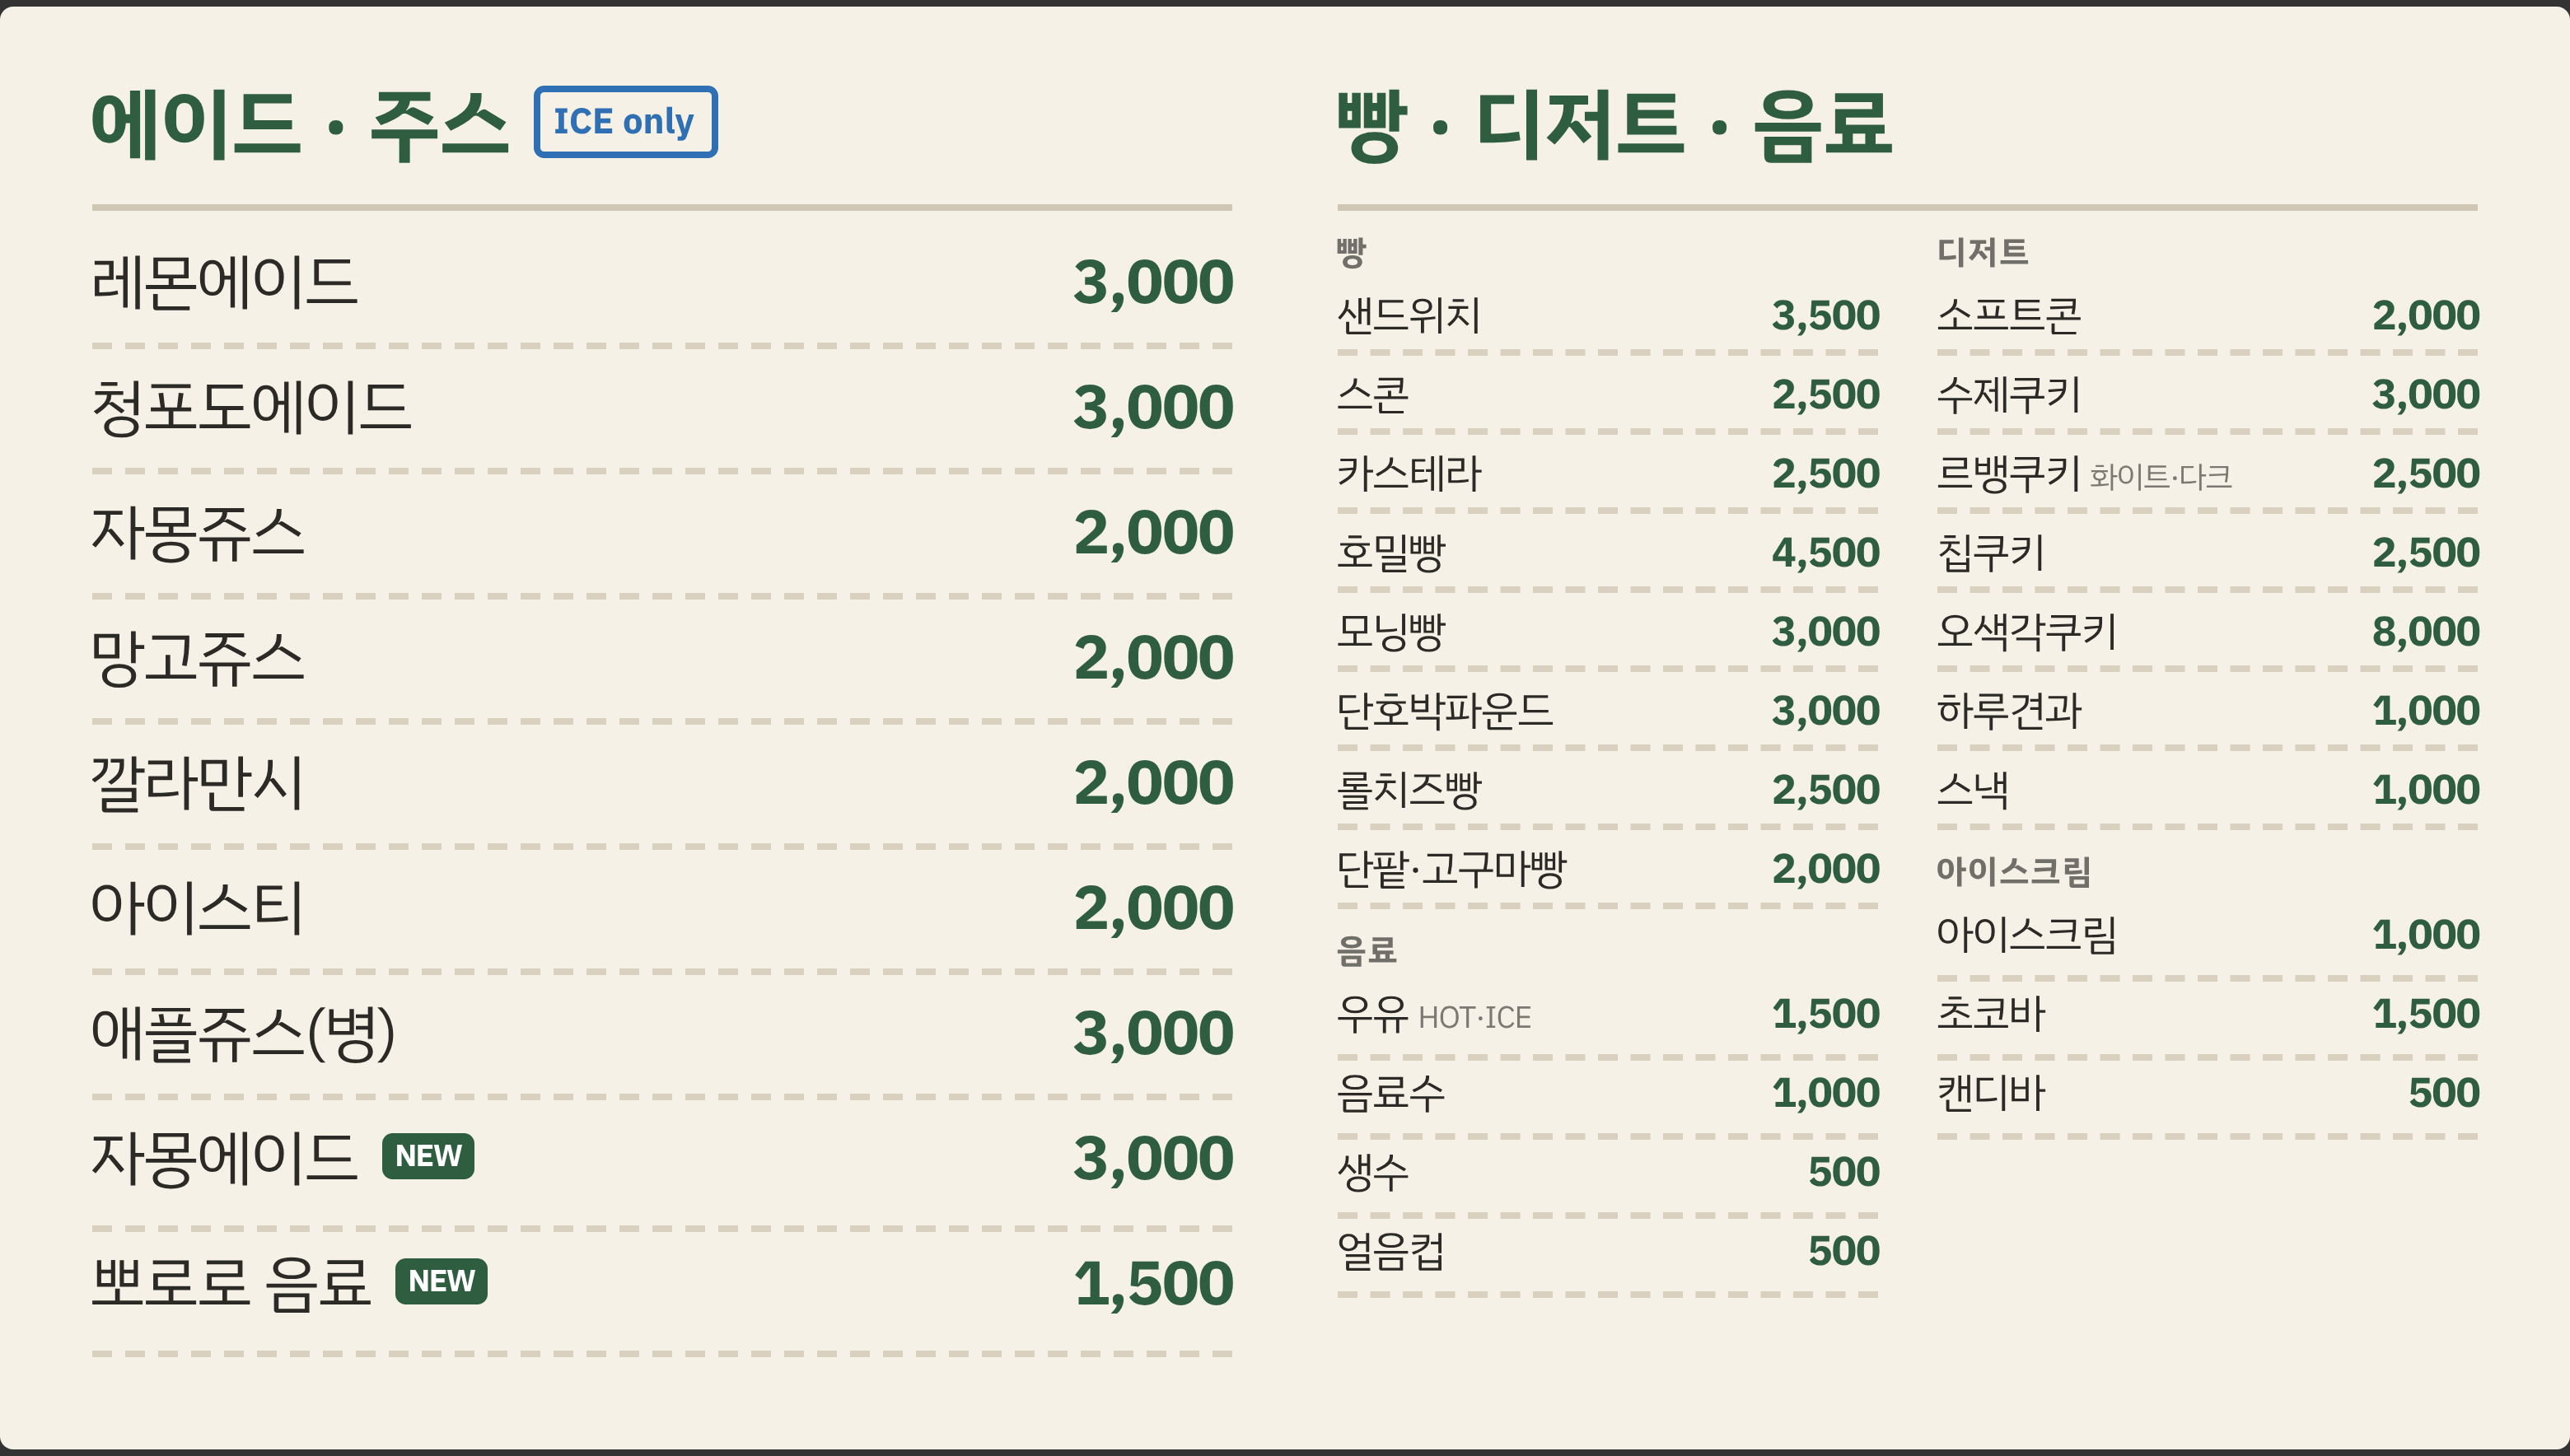 에이드 · 주스 ICE only
레몬에이드 3,000
청포도에이드 3,000
자몽쥬스 2,000
망고쥬스 2,000
깔라만시 2,000
아이스티 2,000
애플쥬스(병) 3,000
자몽에이드 NEW 3,000
뽀로로 음료 NEW 1,500
빵 · 디저트 · 음료
빵
샌드위치 3,500
스콘 2,500
카스테라 2,500
호밀빵 4,500
모닝빵 3,000
단호박파운드 3,000
롤치즈빵 2,500
단팥·고구마빵 2,000
음료
우유 HOT·ICE 1,500
음료수 1,000
생수 500
얼음컵 500
디저트
소프트콘 2,000
수제쿠키 3,000
르뱅쿠키 화이트·다크 2,500
칩쿠키 2,500
오색각쿠키 8,000
하루견과 1,000
스낵 1,000
아이스크림
아이스크림 1,000
초코바 1,500
캔디바 500